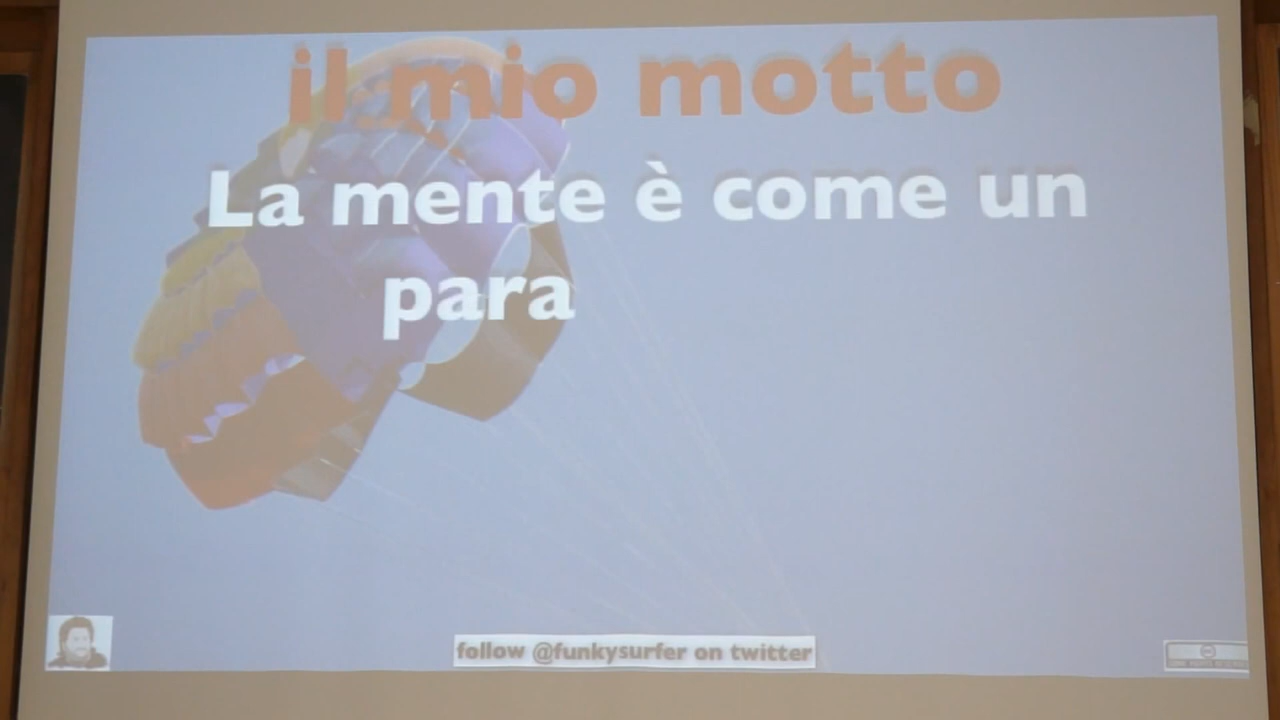 il mio motto
La mente è come un
para
follow @funkysurfer on twitter